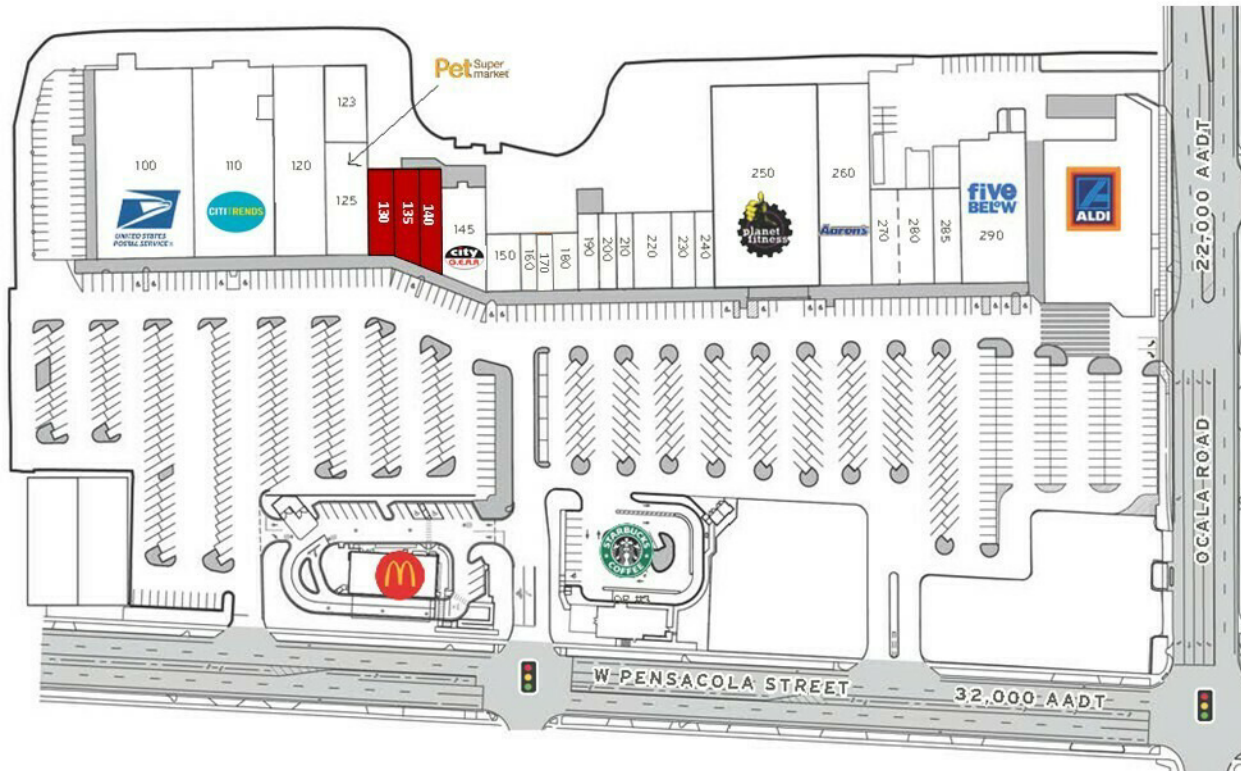 Pet Super
market
123
100
110
120
125
UNITED STATES
POSTAL SERVICE
CITITRENDS
130
135
140
145
city
GEAR
150
160
170
180
190
200
210
220
230
240
250
planet
fitness
260
Aaron's
270
280
285
five
BELOW
290
ALDI
22,000 AADT
OCALA ROAD
M
STARBUCKS
COFFEE
W PENSACOLA STREET
32,000 AADT